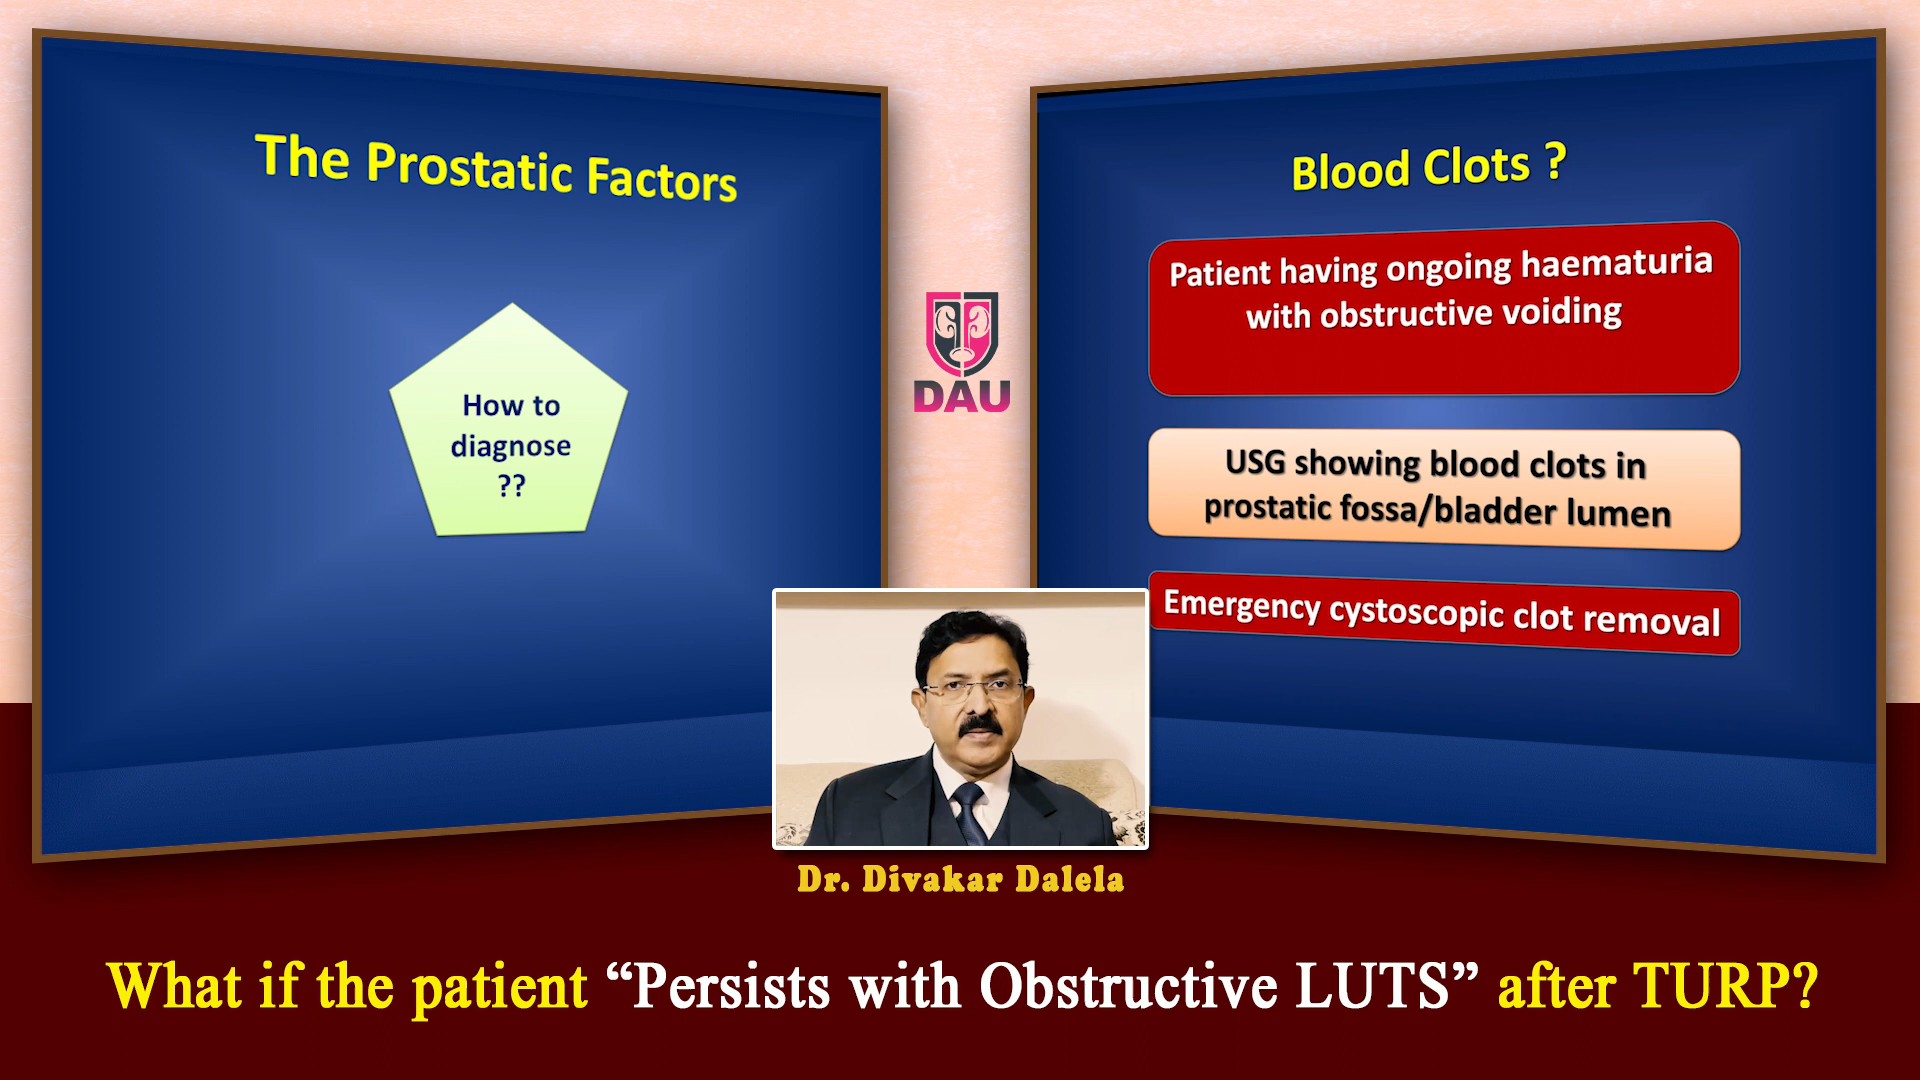 The Prostatic Factors
How to
diagnose
??
DAU
Blood Clots ?
Patient having ongoing haematuria
with obstructive voiding
USG showing blood clots in
prostatic fossa/bladder lumen
Emergency cystoscopic clot removal
Dr. Divakar Dalela
What if the patient “Persists with Obstructive LUTS” after TURP?